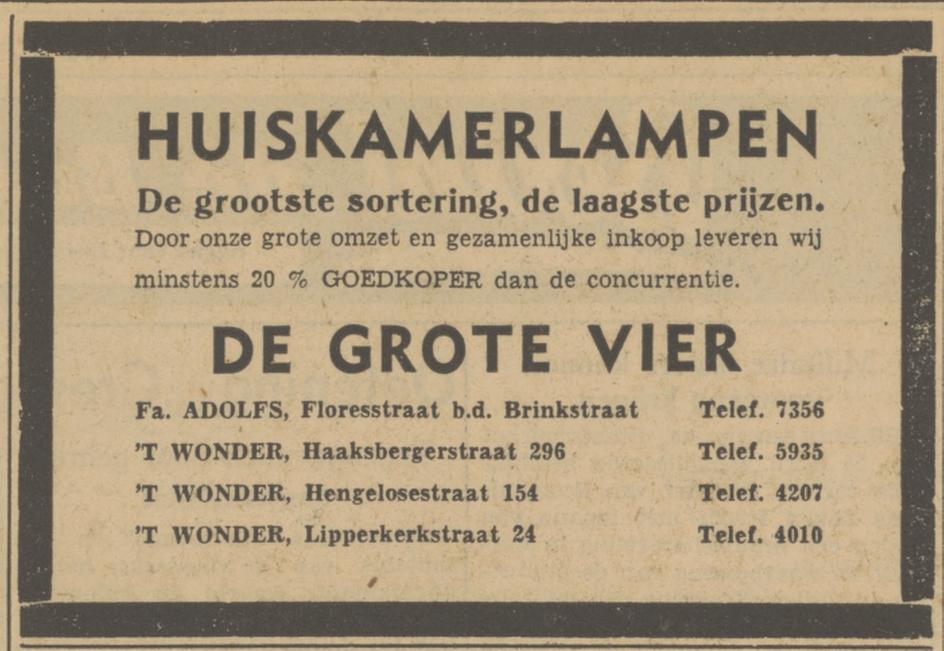 HUISKAMERLAMPEN
De grootste sortering, de laagste prijzen.
Door onze grote omzet en gezamenlijke inkoop leveren wij
minstens 20 % GOEDKOPER dan de concurrentie.
DE GROTE VIER
Fa. ADOLFS, Floresstraat b.d. Brinkstraat Telef. 7356
'T WONDER, Haaksbergerstraat 296 Telef. 5935
'T WONDER, Hengelosestraat 154 Telef. 4207
'T WONDER, Lipperkerkstraat 24 Telef. 4010